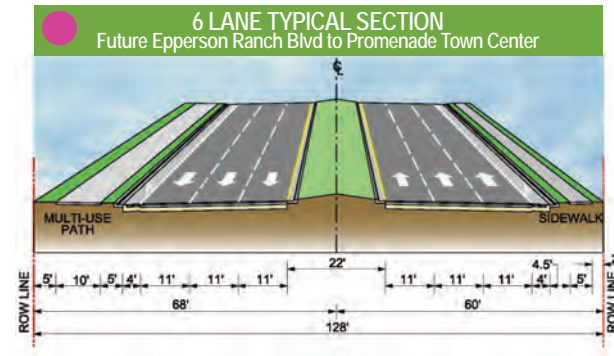 6 LANE TYPICAL SECTION
Future Epperson Ranch Blvd to Promenade Town Center
℄
MULTI-USE
PATH
SIDEWALK
ROW LINE
ROW LINE
22'
4.5'
5' 10' 5' 4' 11' 11' 11' 11' 11' 11' 4' 5'
68' 60'
128'